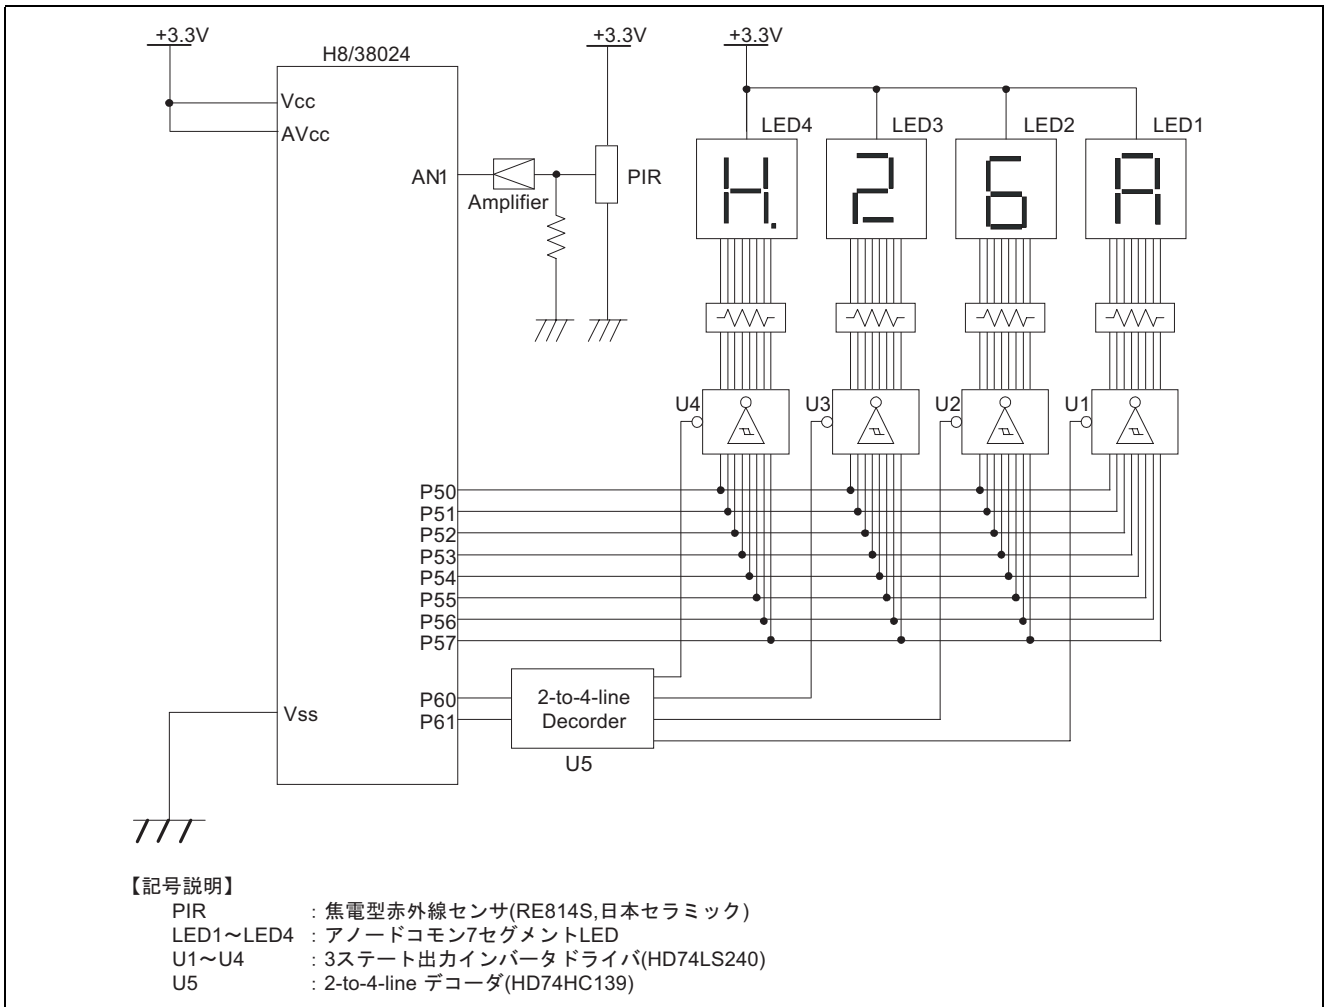 +3.3V
+3.3V
+3.3V
H8/38024
Vcc
AVcc
AN1
Amplifier
PIR
LED4
LED3
LED2
LED1
H.
2
6
A
U4
U3
U2
U1
P50
P51
P52
P53
P54
P55
P56
P57
P60
P61
2-to-4-line
Decorder
U5
Vss
【記号説明】
PIR : 焦電型赤外線センサ(RE814S,日本セラミック)
LED1～LED4 : アノードコモン7セグメントLED
U1～U4 : 3ステート出力インバータドライバ(HD74LS240)
U5 : 2-to-4-line デコーダ(HD74HC139)